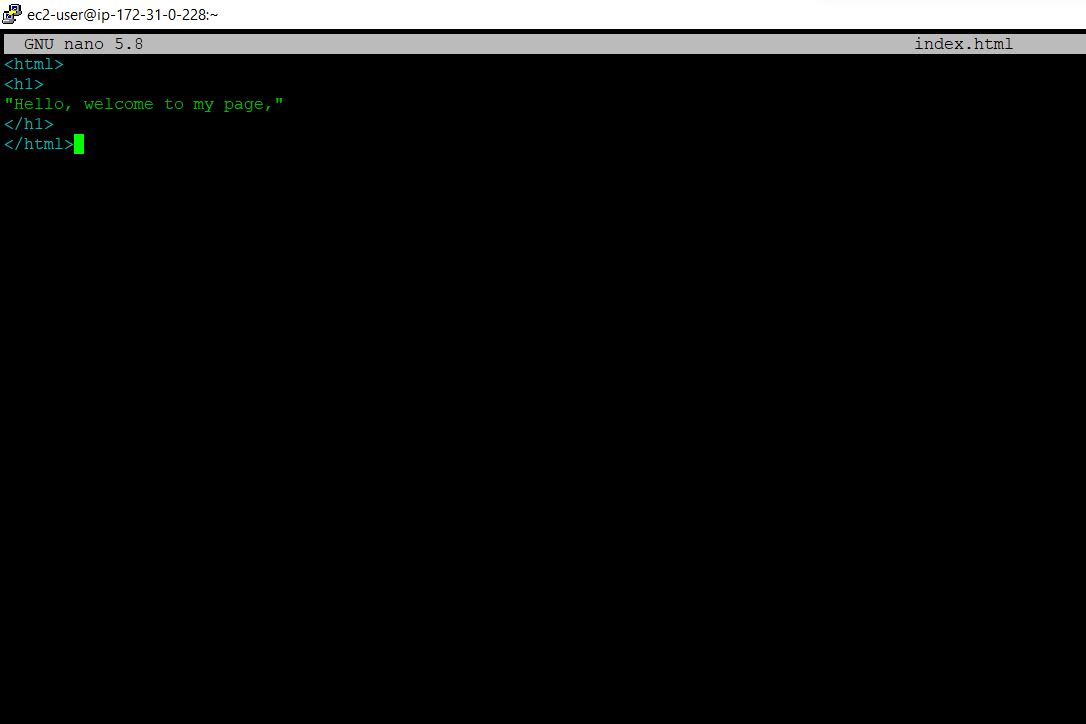 ec2-user@ip-172-31-0-228:~
GNU nano 5.8 index.html
<html>
<h1>
"Hello, welcome to my page,"
</h1>
</html>